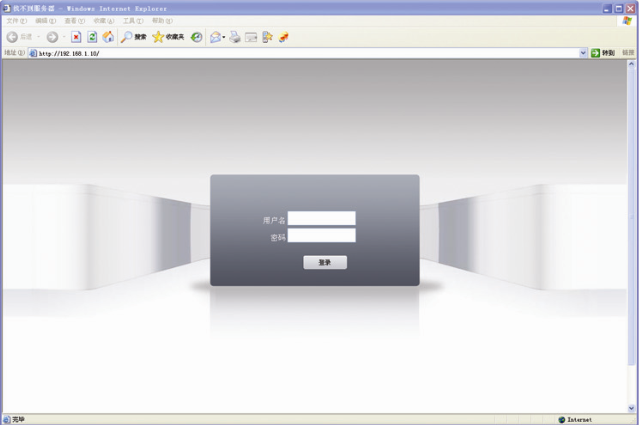 找不到服务器 - Windows Internet Explorer
文件(F) 编辑(E) 查看(V) 收藏(A) 工具(T) 帮助(H)
后退 搜索 收藏夹
地址(D) http://192.168.1.10/ 转到 链接
用户名
密码
登录
完毕 Internet